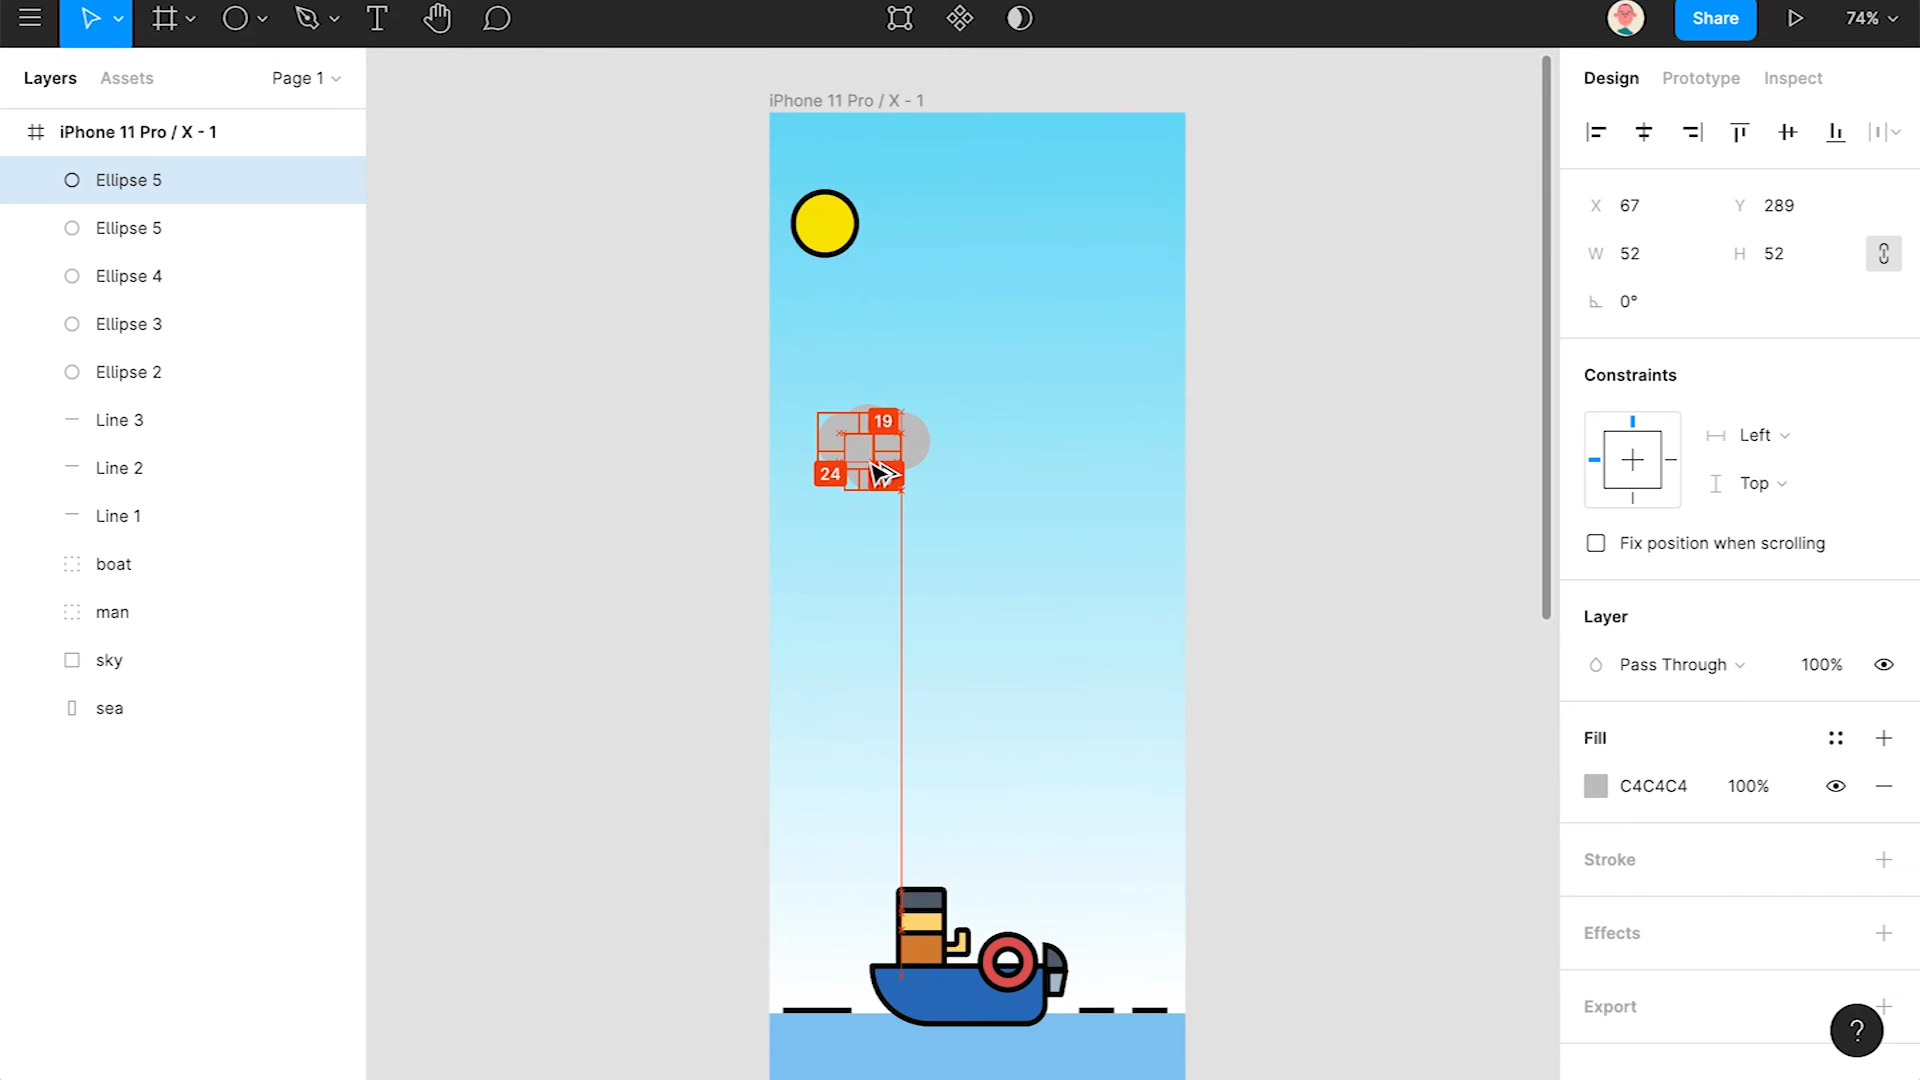 Share
74%
Layers
Assets
Page 1
iPhone 11 Pro / X - 1
Ellipse 5
Ellipse 5
Ellipse 4
Ellipse 3
Ellipse 2
Line 3
Line 2
Line 1
boat
man
sky
sea
iPhone 11 Pro / X - 1
19
24
Design
Prototype
Inspect
X 67
Y 289
W 52
H 52
0°
Constraints
Left
Top
Fix position when scrolling
Layer
Pass Through
100%
Fill
C4C4C4
100%
Stroke
Effects
Export
?